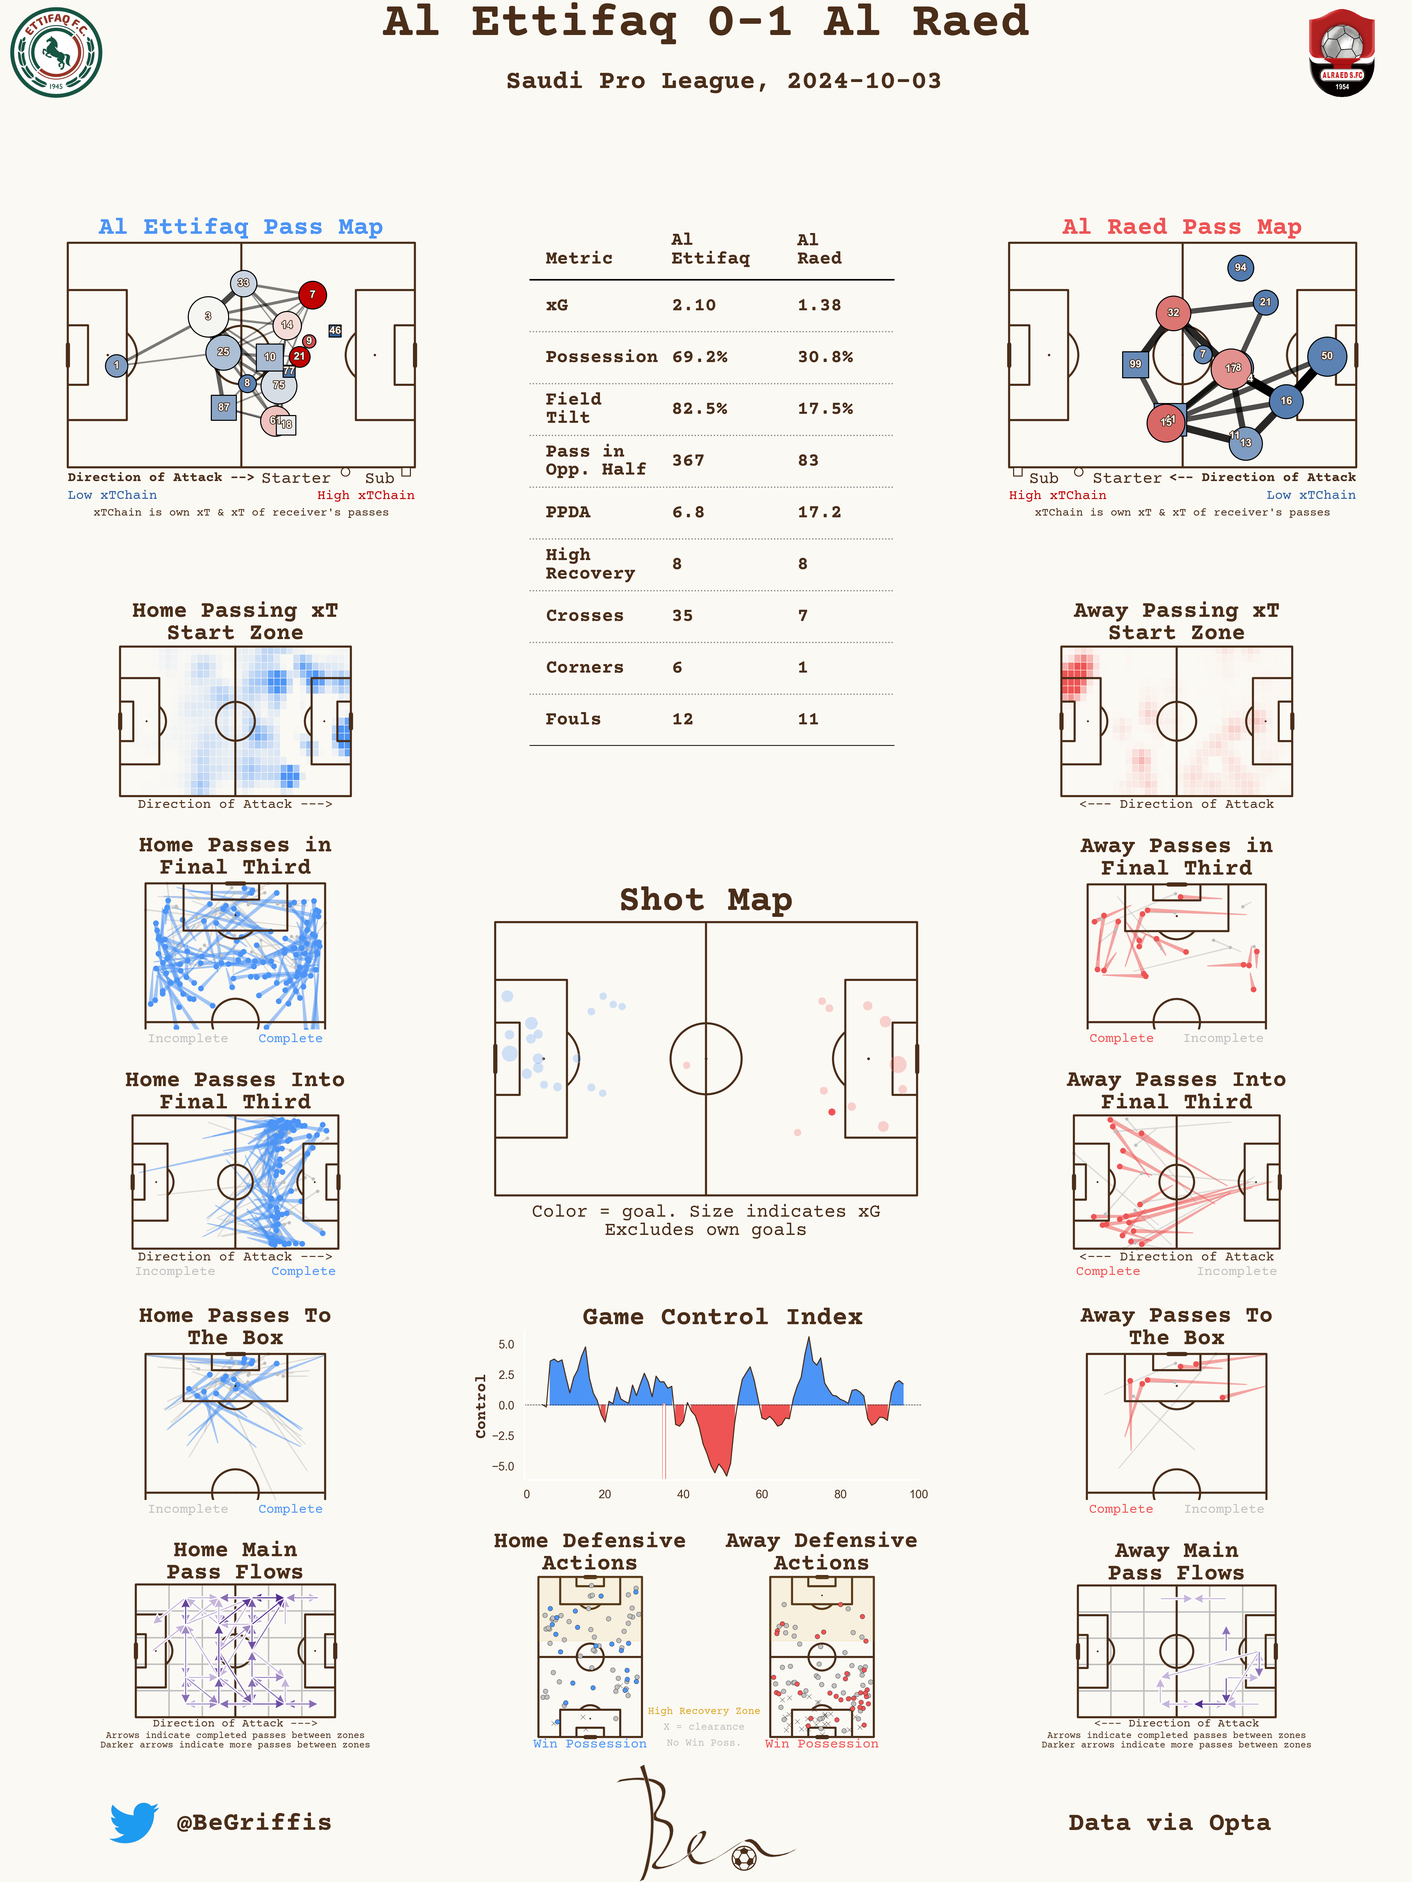 Al Ettifaq 0-1 Al Raed
Saudi Pro League, 2024-10-03
ETTIFAQ F.C.
1945
ALRAED S.FC
1954
Al Ettifaq Pass Map
33
7
3
14
46
9
25
10
21
1
77
8
75
87
61
18
Direction of Attack --> Starter Sub
Low xTChain High xTChain
xTChain is own xT & xT of receiver's passes
Metric Al Ettifaq Al Raed
xG 2.10 1.38
Possession 69.2% 30.8%
Field Tilt 82.5% 17.5%
Pass in Opp. Half 367 83
PPDA 6.8 17.2
High Recovery 8 8
Crosses 35 7
Corners 6 1
Fouls 12 11
Al Raed Pass Map
94
21
32
7
50
99
17
8
4
16
15
11
13
Sub Starter <-- Direction of Attack
High xTChain Low xTChain
xTChain is own xT & xT of receiver's passes
Home Passing xT
Start Zone
Direction of Attack --->
Away Passing xT
Start Zone
<--- Direction of Attack
Home Passes in
Final Third
Incomplete Complete
Away Passes in
Final Third
Complete Incomplete
Shot Map
Color = goal. Size indicates xG
Excludes own goals
Home Passes Into
Final Third
Direction of Attack --->
Incomplete Complete
Away Passes Into
Final Third
<--- Direction of Attack
Complete Incomplete
Home Passes To
The Box
Incomplete Complete
Game Control Index
Control
5.0
2.5
0.0
−2.5
−5.0
0 20 40 60 80 100
Away Passes To
The Box
Complete Incomplete
Home Main
Pass Flows
Direction of Attack --->
Arrows indicate completed passes between zones
Darker arrows indicate more passes between zones
Home Defensive
Actions
Win Possession
High Recovery Zone
X = clearance
No Win Poss.
Away Defensive
Actions
Win Possession
Away Main
Pass Flows
<--- Direction of Attack
Arrows indicate completed passes between zones
Darker arrows indicate more passes between zones
@BeGriffis
Ben
Data via Opta